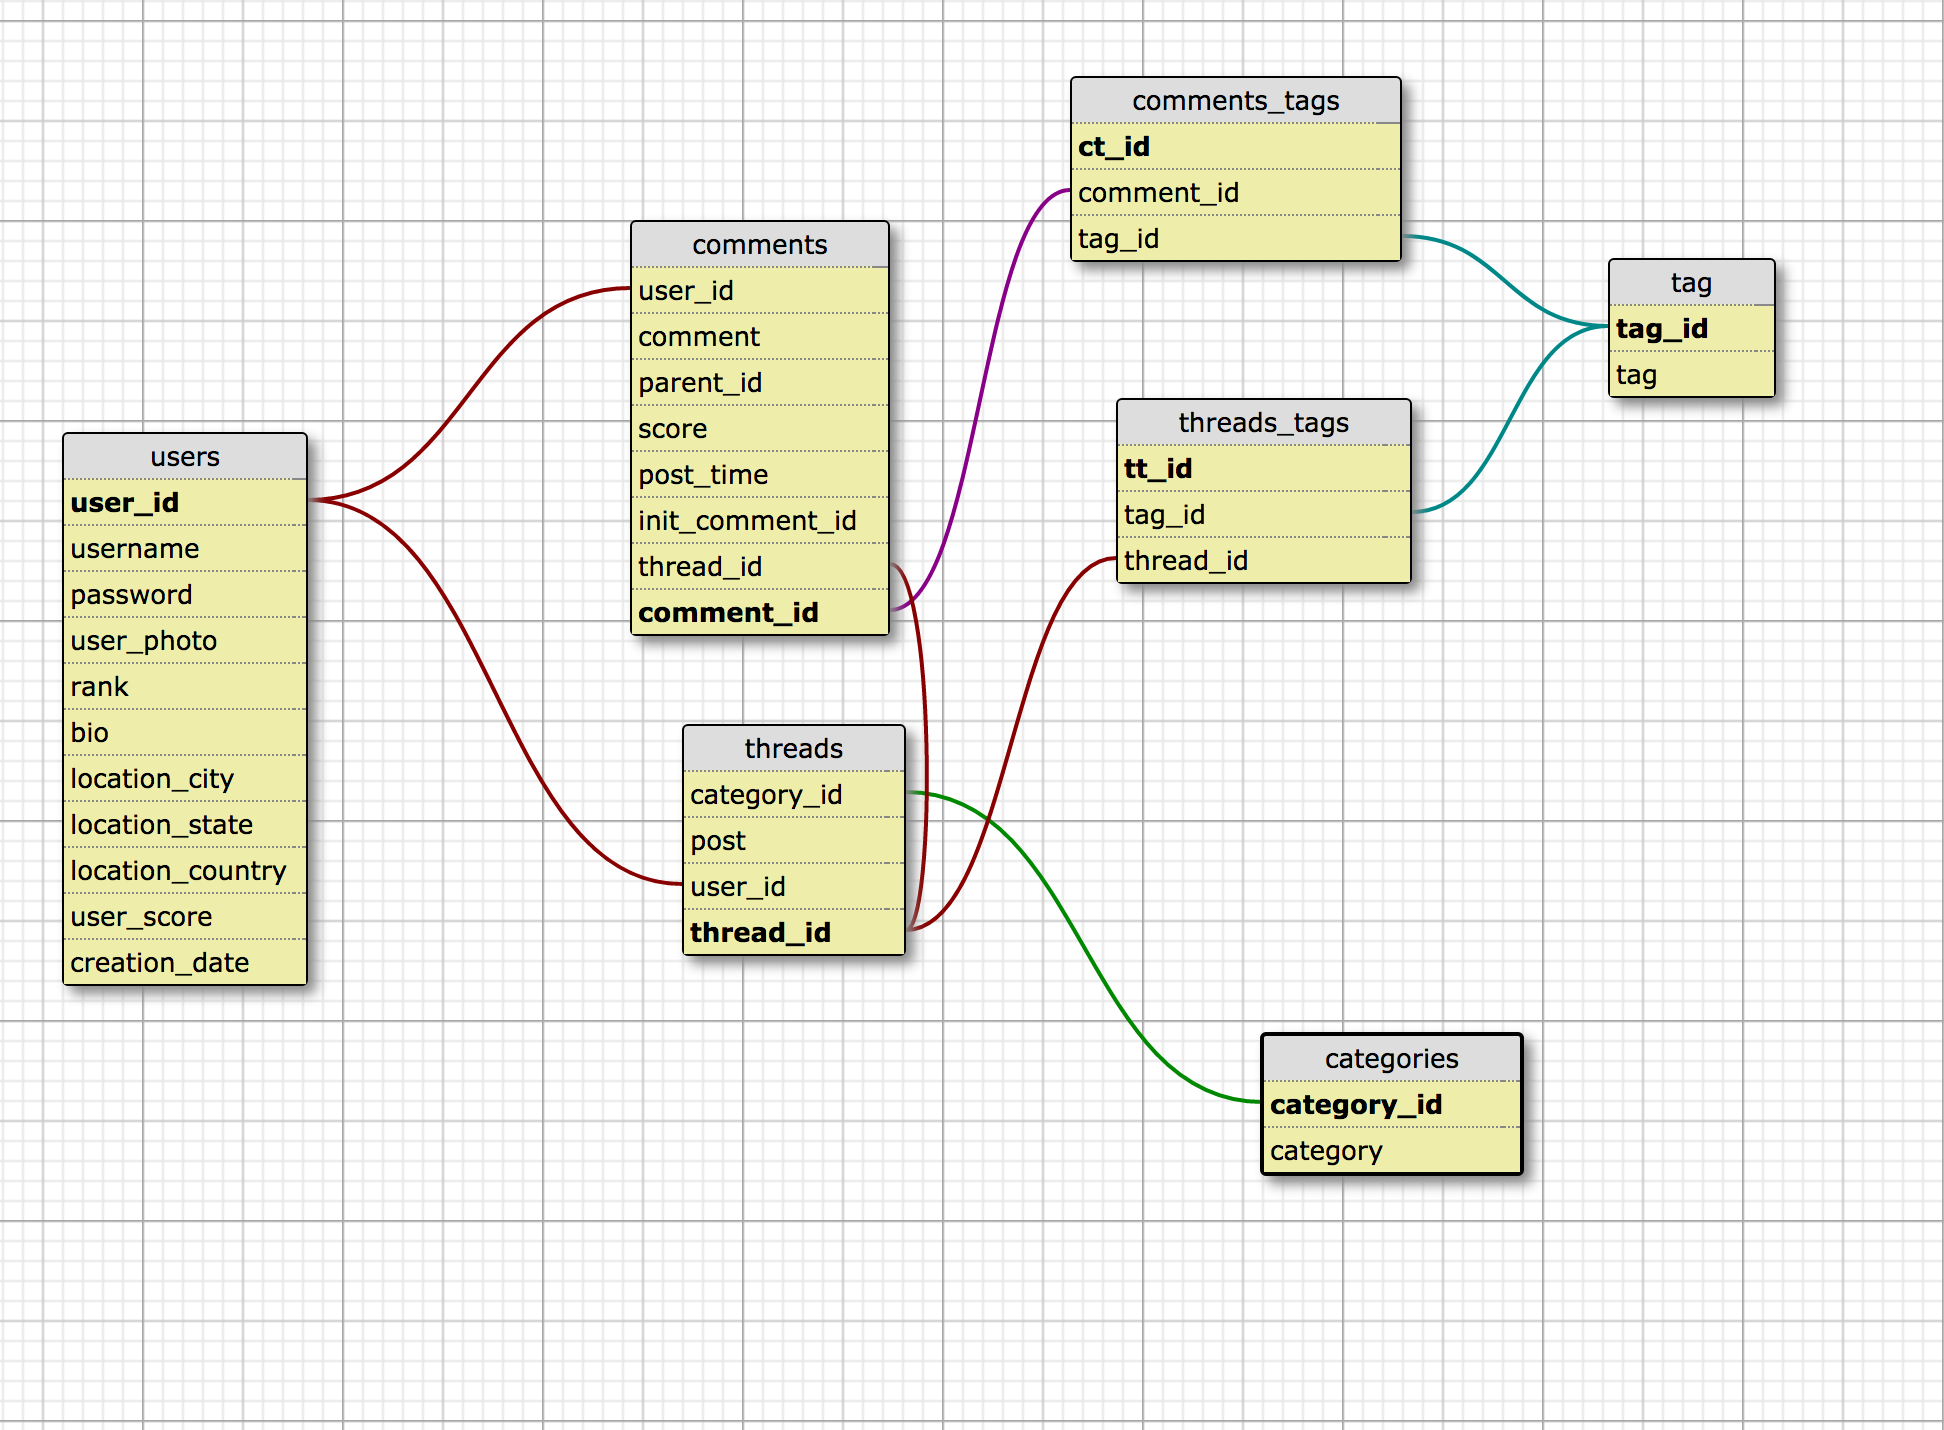 users
user_id
username
password
user_photo
rank
bio
location_city
location_state
location_country
user_score
creation_date
comments
user_id
comment
parent_id
score
post_time
init_comment_id
thread_id
comment_id
threads
category_id
post
user_id
thread_id
comments_tags
ct_id
comment_id
tag_id
threads_tags
tt_id
tag_id
thread_id
tag
tag_id
tag
categories
category_id
category